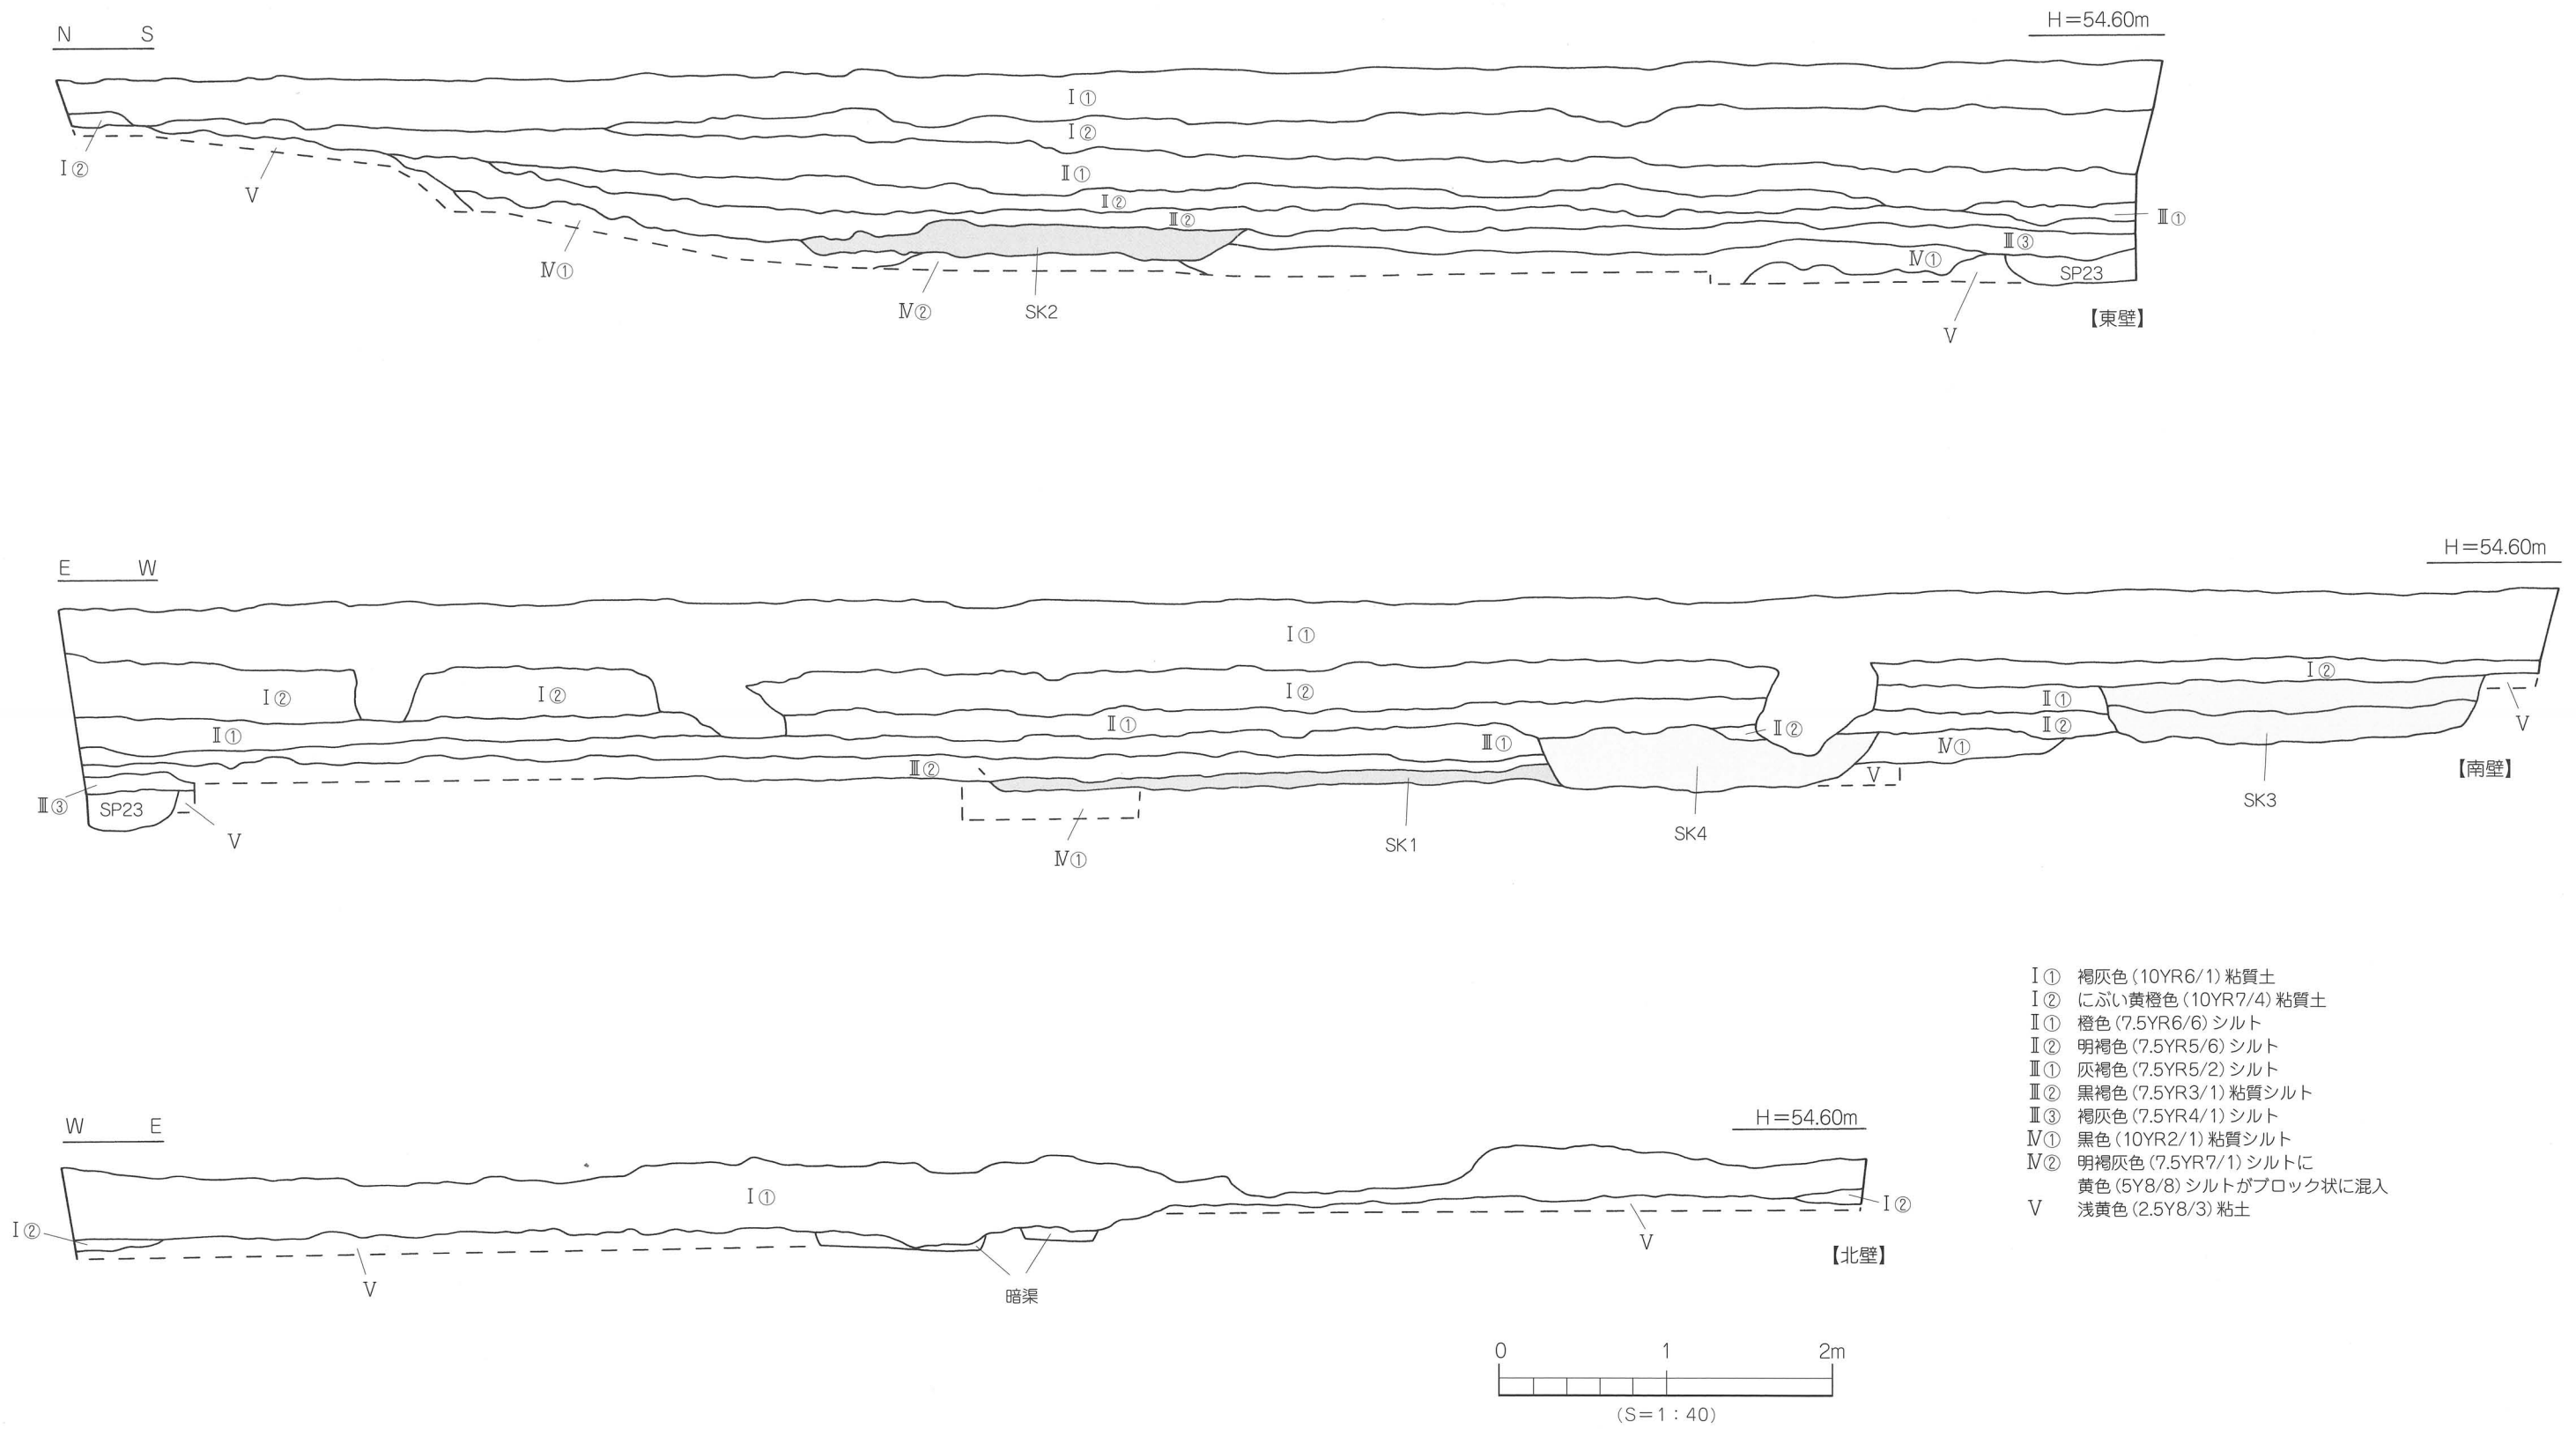 N S
H=54.60m
Ⅰ①
Ⅰ②
Ⅰ②
Ⅴ
Ⅱ①
Ⅱ②
Ⅲ②
Ⅲ①
Ⅲ③
Ⅳ①
Ⅳ①
SP23
Ⅳ②
SK2
Ⅴ
【東壁】
E W
H=54.60m
Ⅰ①
Ⅰ②
Ⅰ②
Ⅰ②
Ⅰ②
Ⅱ①
Ⅱ①
Ⅱ①
Ⅱ②
Ⅱ②
Ⅴ
Ⅲ①
Ⅳ①
Ⅲ②
Ⅴ
【南壁】
Ⅲ③
SP23
Ⅴ
Ⅳ①
SK1
SK4
SK3
Ⅰ① 褐灰色(10YR6/1)粘質土
Ⅰ② にぶい黄橙色(10YR7/4)粘質土
Ⅱ① 橙色(7.5YR6/6)シルト
Ⅱ② 明褐色(7.5YR5/6)シルト
Ⅲ① 灰褐色(7.5YR5/2)シルト
Ⅲ② 黒褐色(7.5YR3/1)粘質シルト
Ⅲ③ 褐灰色(7.5YR4/1)シルト
Ⅳ① 黒色(10YR2/1)粘質シルト
Ⅳ② 明褐灰色(7.5YR7/1)シルトに
黄色(5Y8/8)シルトがブロック状に混入
Ⅴ 浅黄色(2.5Y8/3)粘土
W E
H=54.60m
Ⅰ①
Ⅰ②
Ⅰ②
Ⅴ
Ⅴ
暗渠
【北壁】
0 1 2m
(S=1:40)